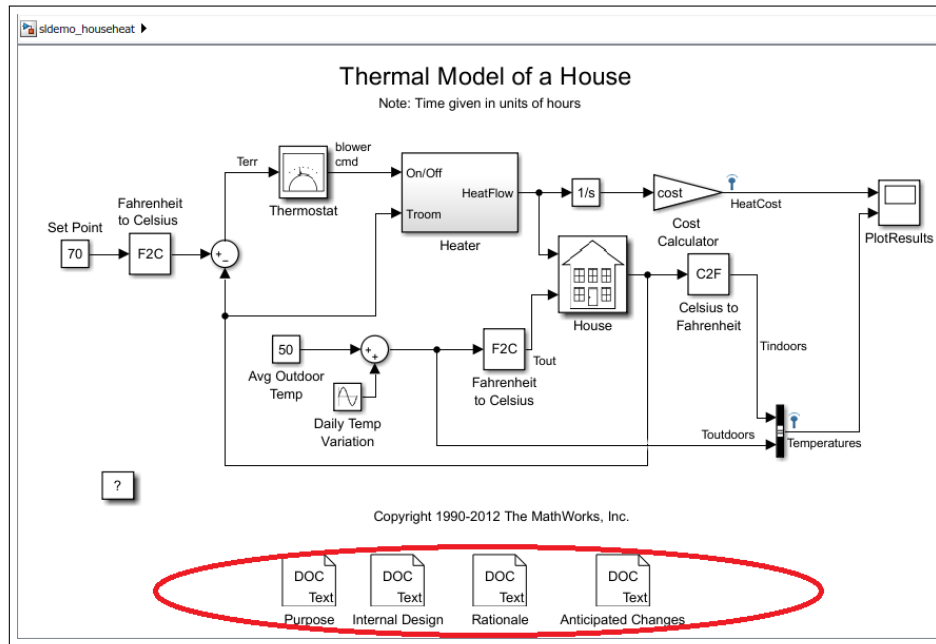 sldemo_househeat
Thermal Model of a House
Note: Time given in units of hours
Terr
blower
cmd
Thermostat
On/Off
HeatFlow
Troom
Heater
1/s
cost
HeatCost
Cost
Calculator
PlotResults
Set Point
70
Fahrenheit
to Celsius
F2C
House
C2F
Celsius to
Fahrenheit
50
Avg Outdoor
Temp
Daily Temp
Variation
F2C
Tout
Fahrenheit
to Celsius
Tindoors
Toutdoors
Temperatures
?
Copyright 1990-2012 The MathWorks, Inc.
DOC
Text
Purpose
DOC
Text
Internal Design
DOC
Text
Rationale
DOC
Text
Anticipated Changes